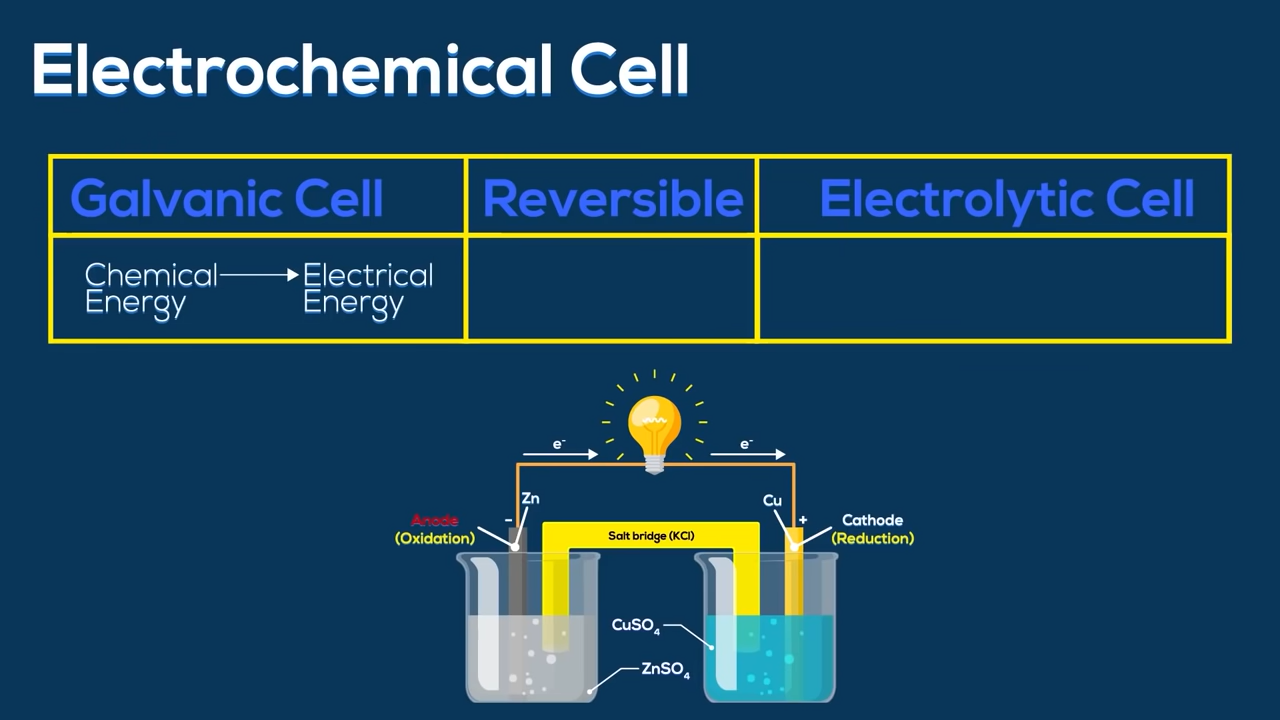 Electrochemical Cell
Galvanic Cell
Reversible
Electrolytic Cell
Chemical Energy
Electrical Energy
e⁻
e⁻
Zn
Cu
Anode
(Oxidation)
-
+
Cathode
(Reduction)
Salt bridge (KCl)
CuSO₄
ZnSO₄